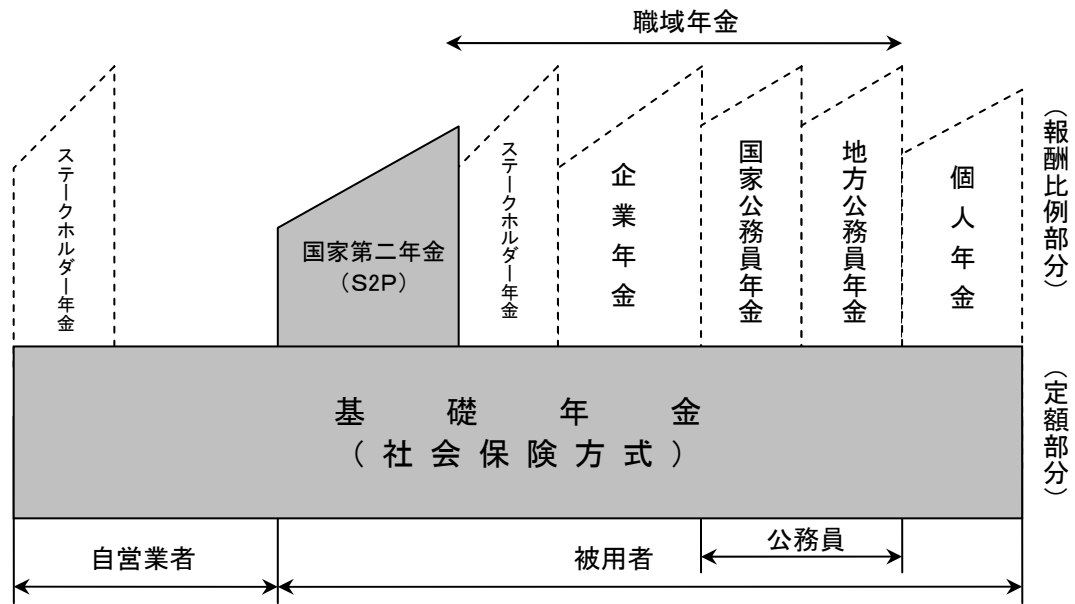 職域年金
ステークホルダー年金
国家第二年金
（S2P）
ステークホルダー年金
企業年金
国家公務員年金
地方公務員年金
個人年金
（報酬比例部分）
基礎年金
（社会保険方式）
（定額部分）
自営業者
被用者
公務員